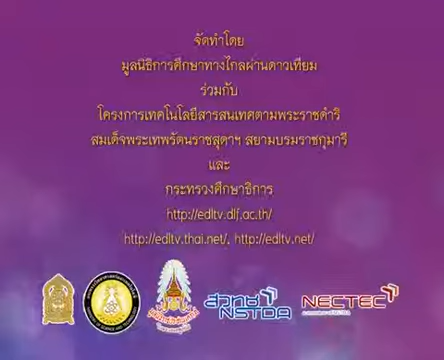 จัดทำโดย
มูลนิธิการศึกษาทางไกลผ่านดาวเทียม
ร่วมกับ
โครงการเทคโนโลยีสารสนเทศตามพระราชดำริ
สมเด็จพระเทพรัตนราชสุดาฯ สยามบรมราชกุมารี
และ
กระทรวงศึกษาธิการ
http://edltv.dlf.ac.th/
http://edltv.thai.net/, http://edltv.net/
สวทช NECTEC
NSTDA